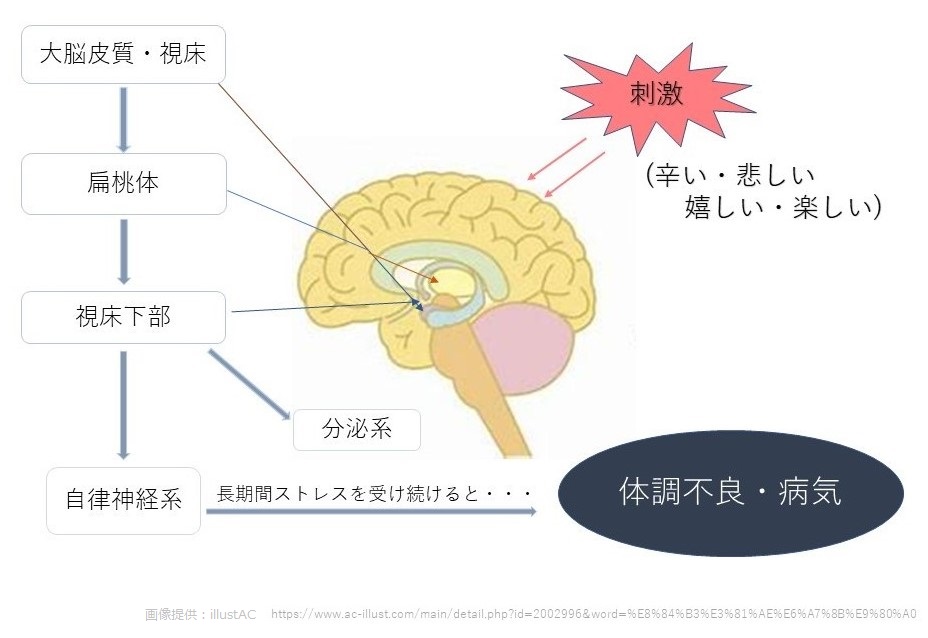 大脳皮質・視床
刺激
扁桃体
(辛い・悲しい
嬉しい・楽しい)
視床下部
分泌系
自律神経系
長期間ストレスを受け続けると・・・
体調不良・病気
画像提供：illustAC　https://www.ac-illust.com/main/detail.php?id=2002996&word=%E8%84%B3%E3%81%AE%E6%A7%8B%E9%80%A0